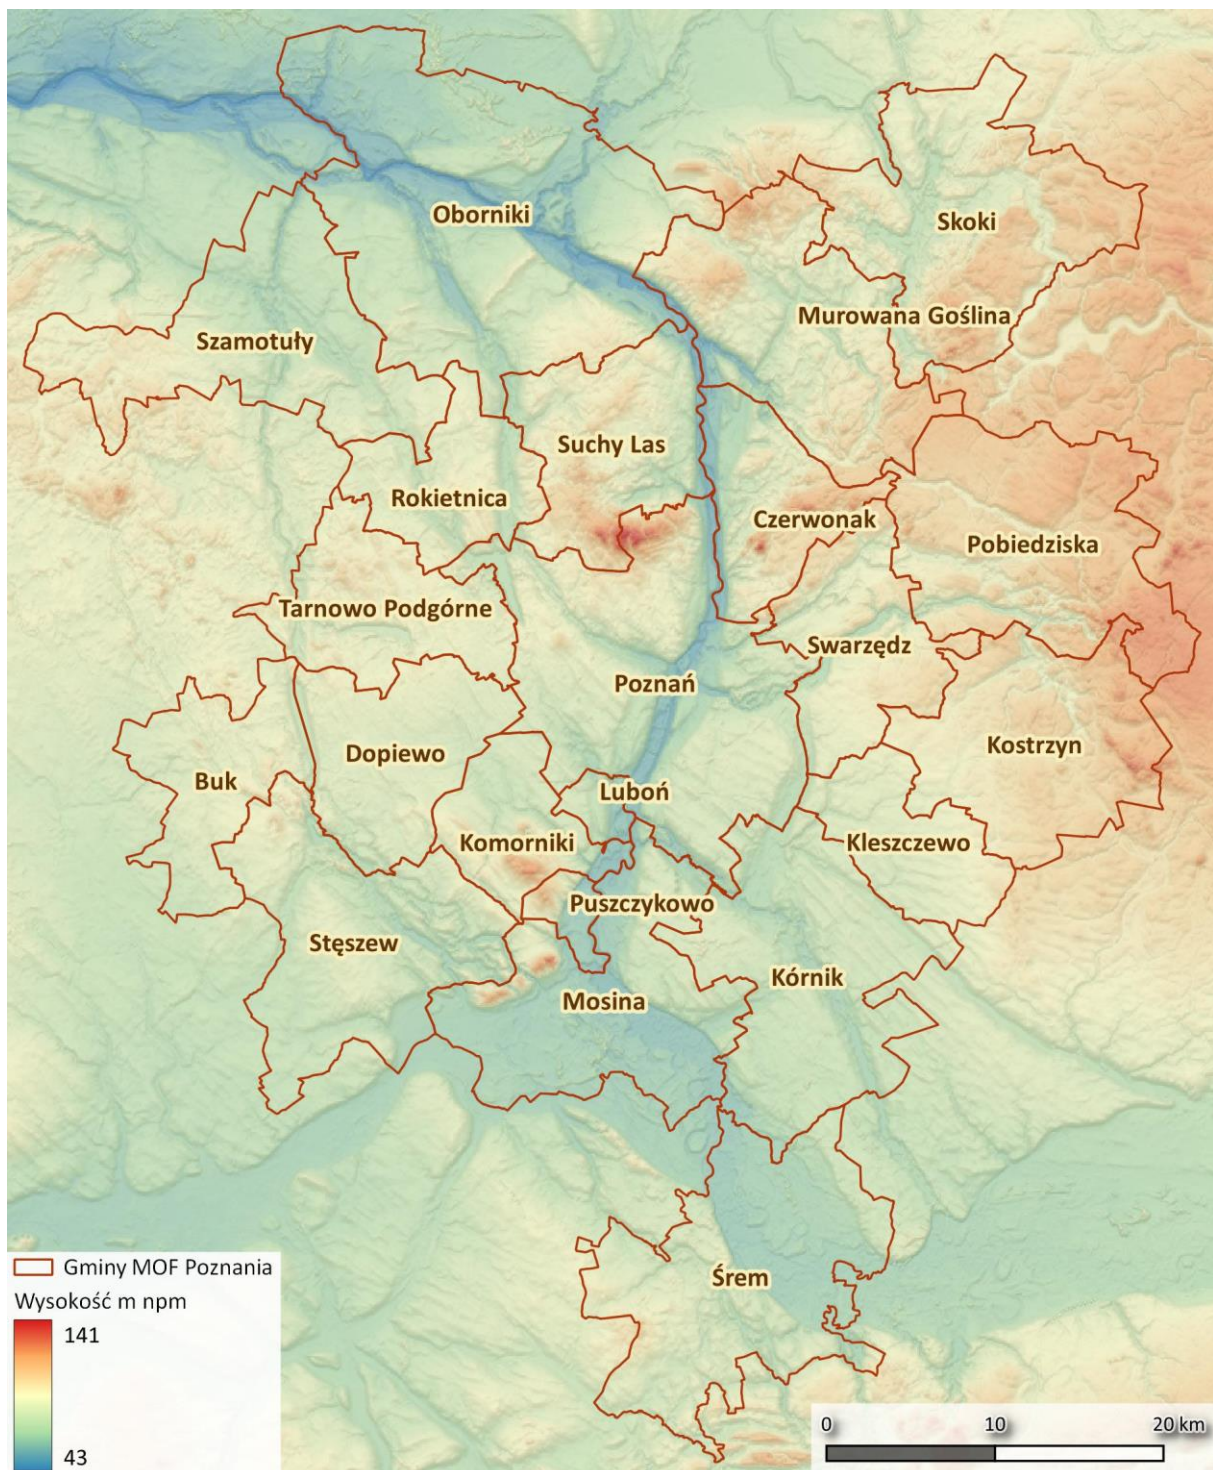 Oborniki
Skoki
Murowana Goślina
Szamotuły
Suchy Las
Rokietnica
Czerwonak
Pobiedziska
Tarnowo Podgórne
Swarzędz
Poznań
Kostrzyn
Dopiewo
Buk
Luboń
Komorniki
Kleszczewo
Puszczykowo
Stęszew
Kórnik
Mosina
Śrem
Gminy MOF Poznania
Wysokość m npm
141
43
0 10 20 km